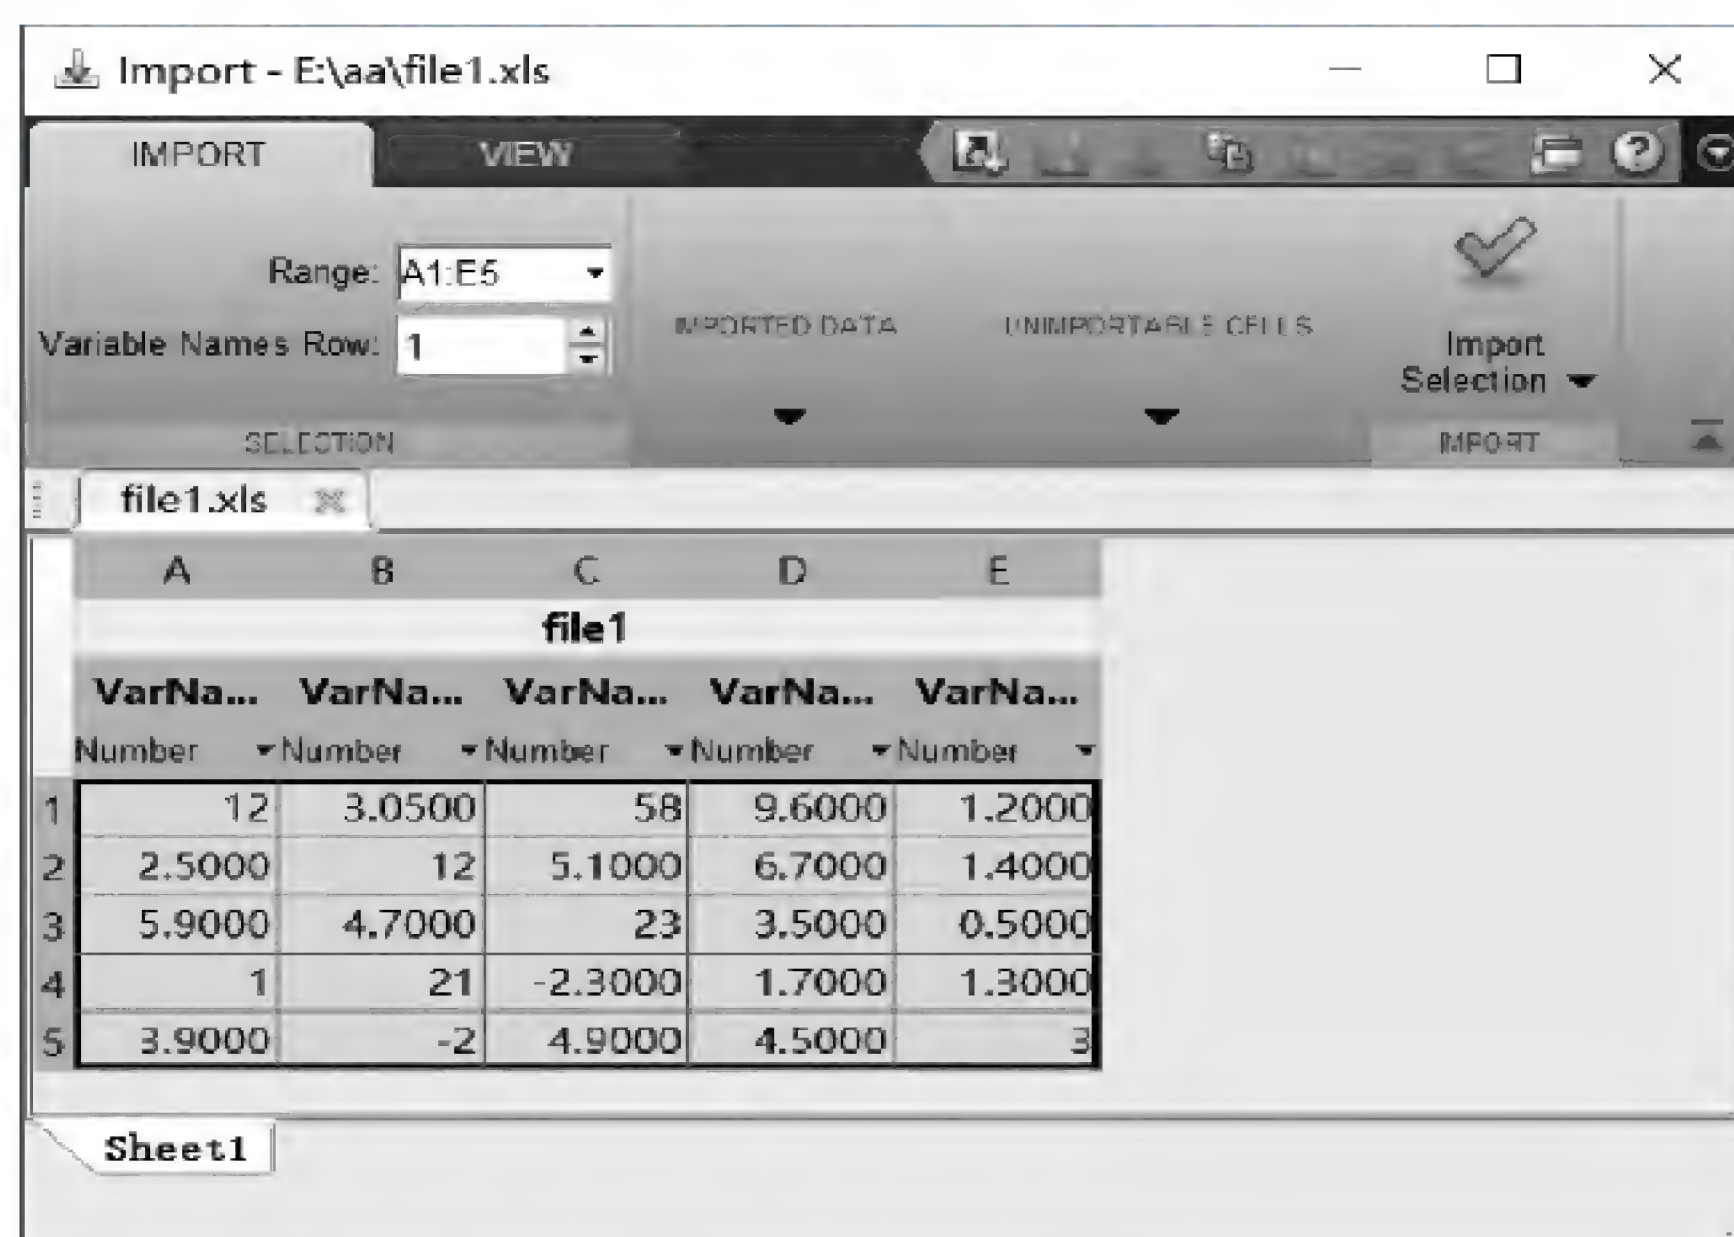 Import - E:\aa\file1.xls
IMPORT VIEW
Range: A1:E5
Variable Names Row: 1
IMPORTED DATA UNIMPORTABLE CELLS
Import
Selection
SELECTION IMPORT
file1.xls
A B C D E
file1
VarNa... VarNa... VarNa... VarNa... VarNa...
Number Number Number Number Number
1 12 3.0500 58 9.6000 1.2000
2 2.5000 12 5.1000 6.7000 1.4000
3 5.9000 4.7000 23 3.5000 0.5000
4 1 21 -2.3000 1.7000 1.3000
5 3.9000 -2 4.9000 4.5000 3
Sheet1